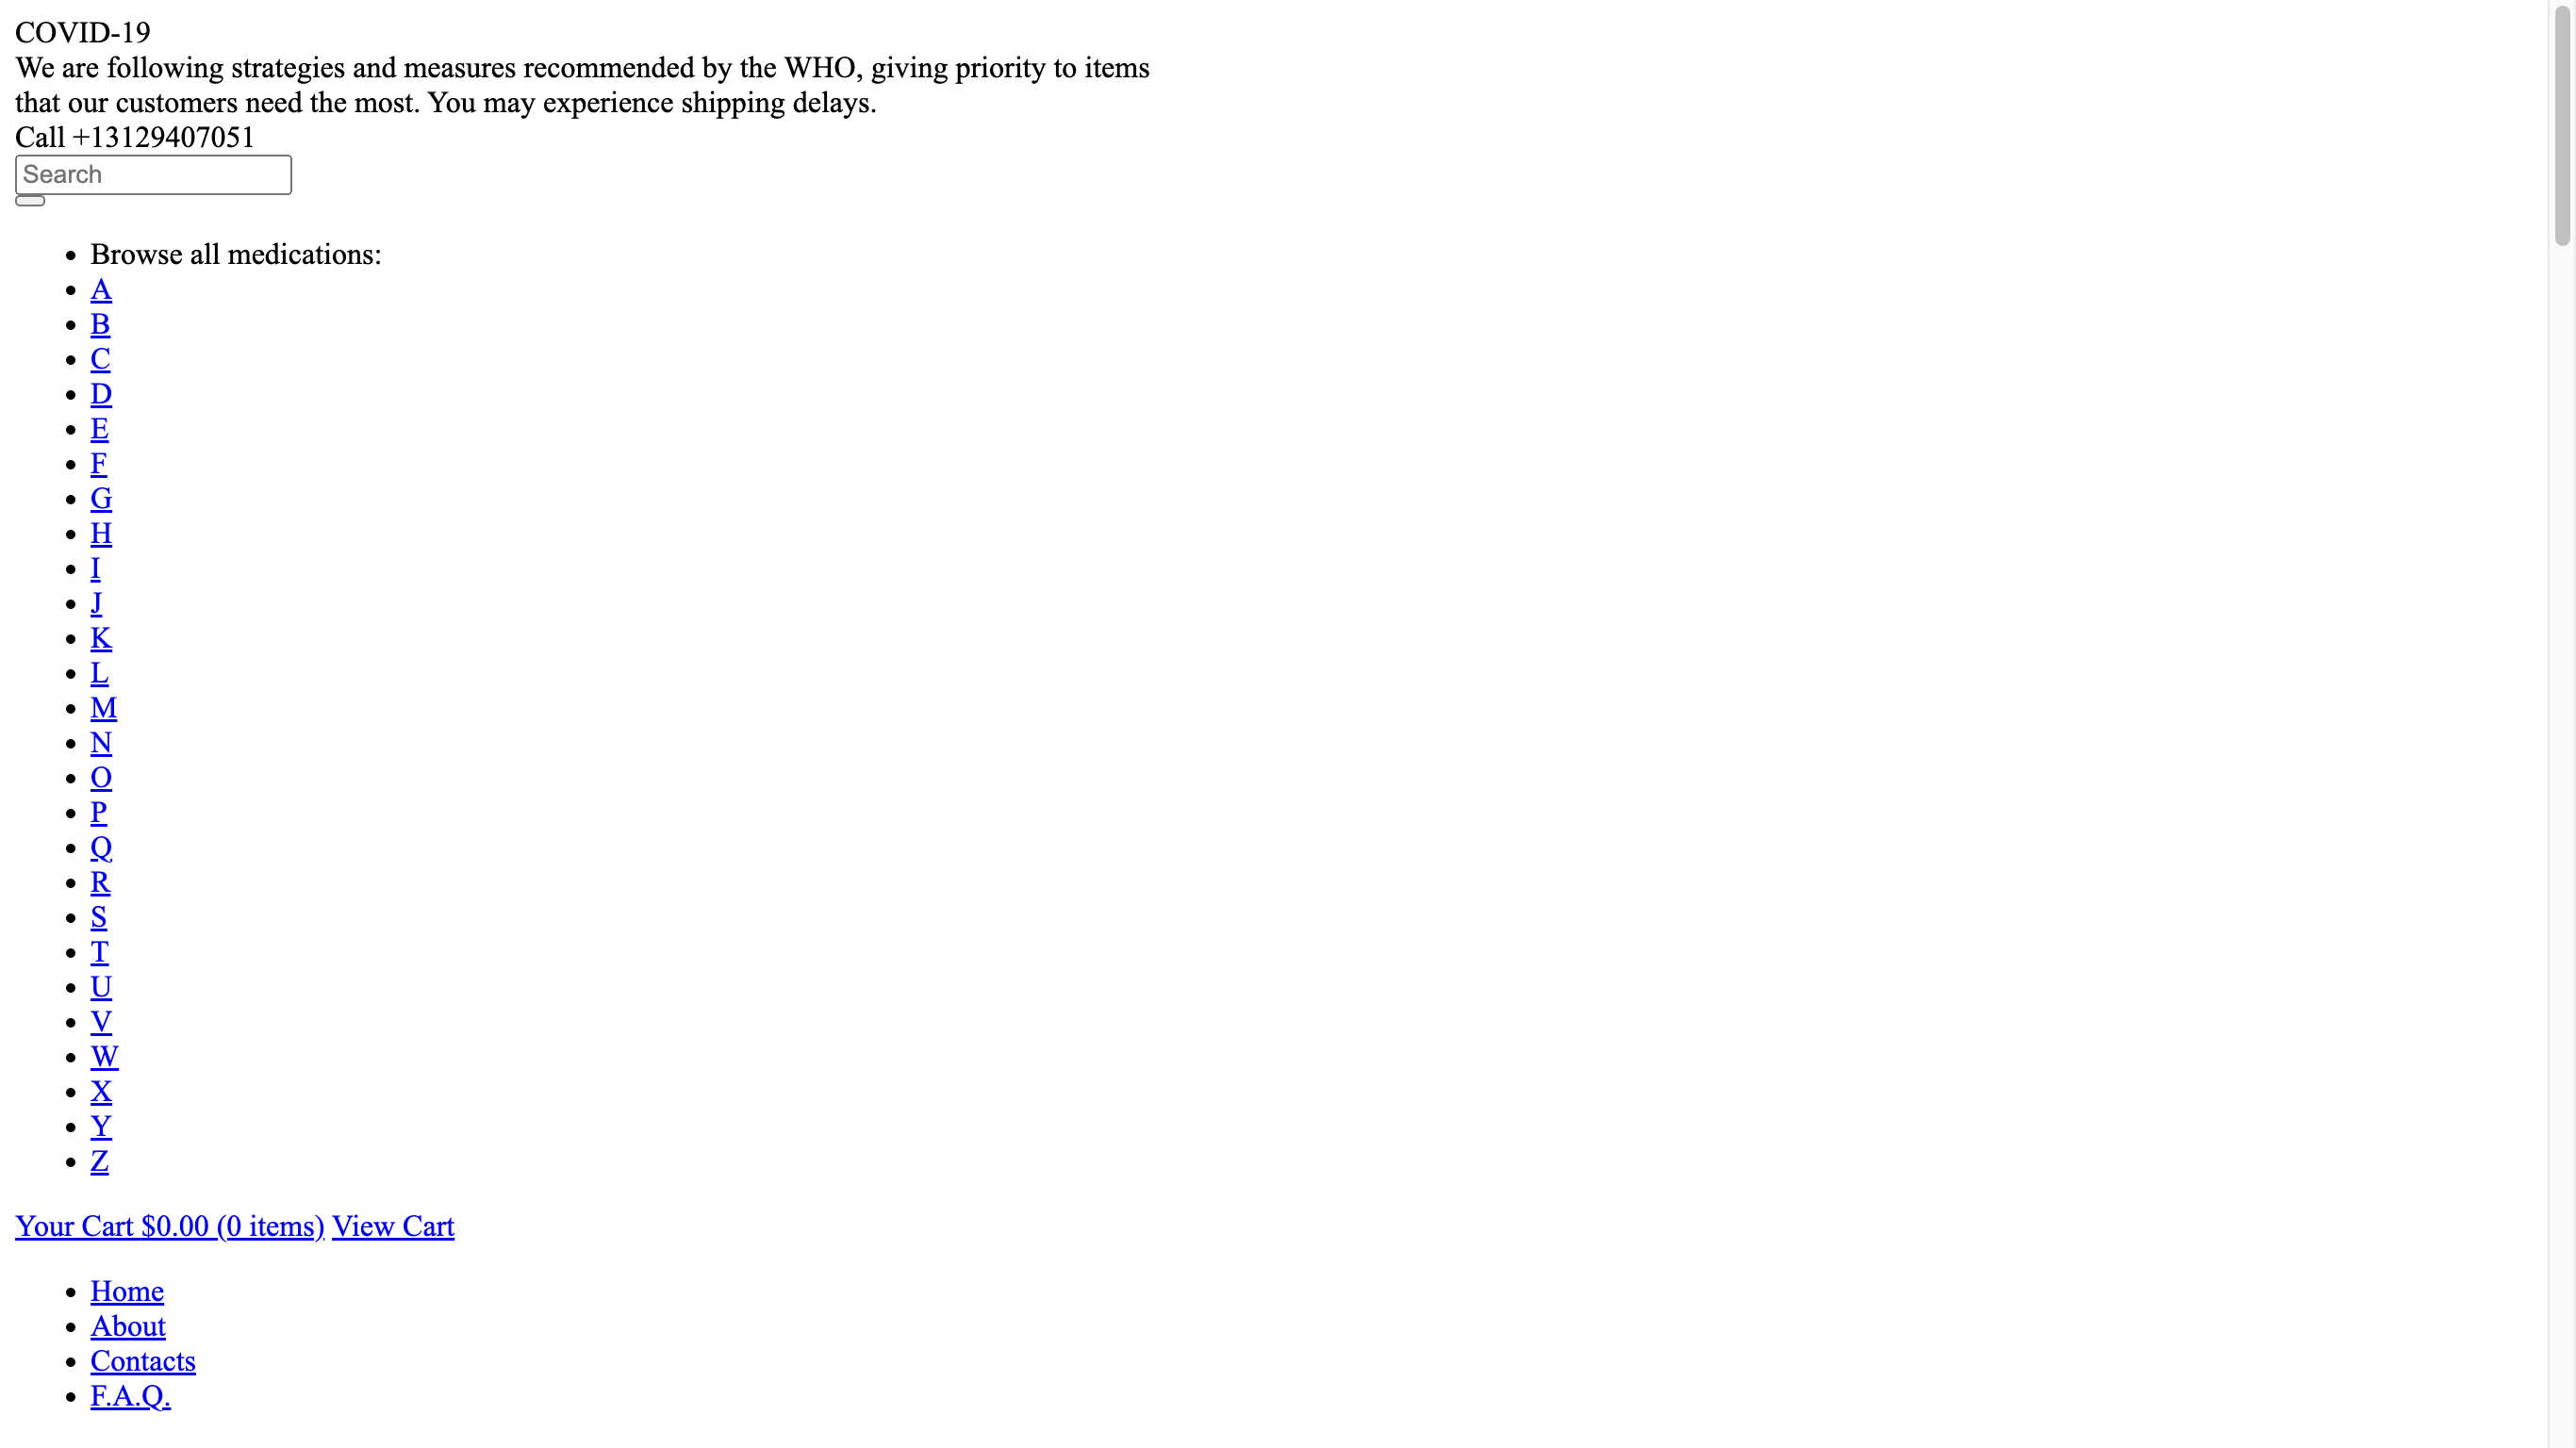 COVID-19
We are following strategies and measures recommended by the WHO, giving priority to items
that our customers need the most. You may experience shipping delays.
Call +13129407051
Search
Browse all medications:
A
B
C
D
E
F
G
H
I
J
K
L
M
N
O
P
Q
R
S
T
U
V
W
X
Y
Z
Your Cart $0.00 (0 items) View Cart
Home
About
Contacts
F.A.Q.